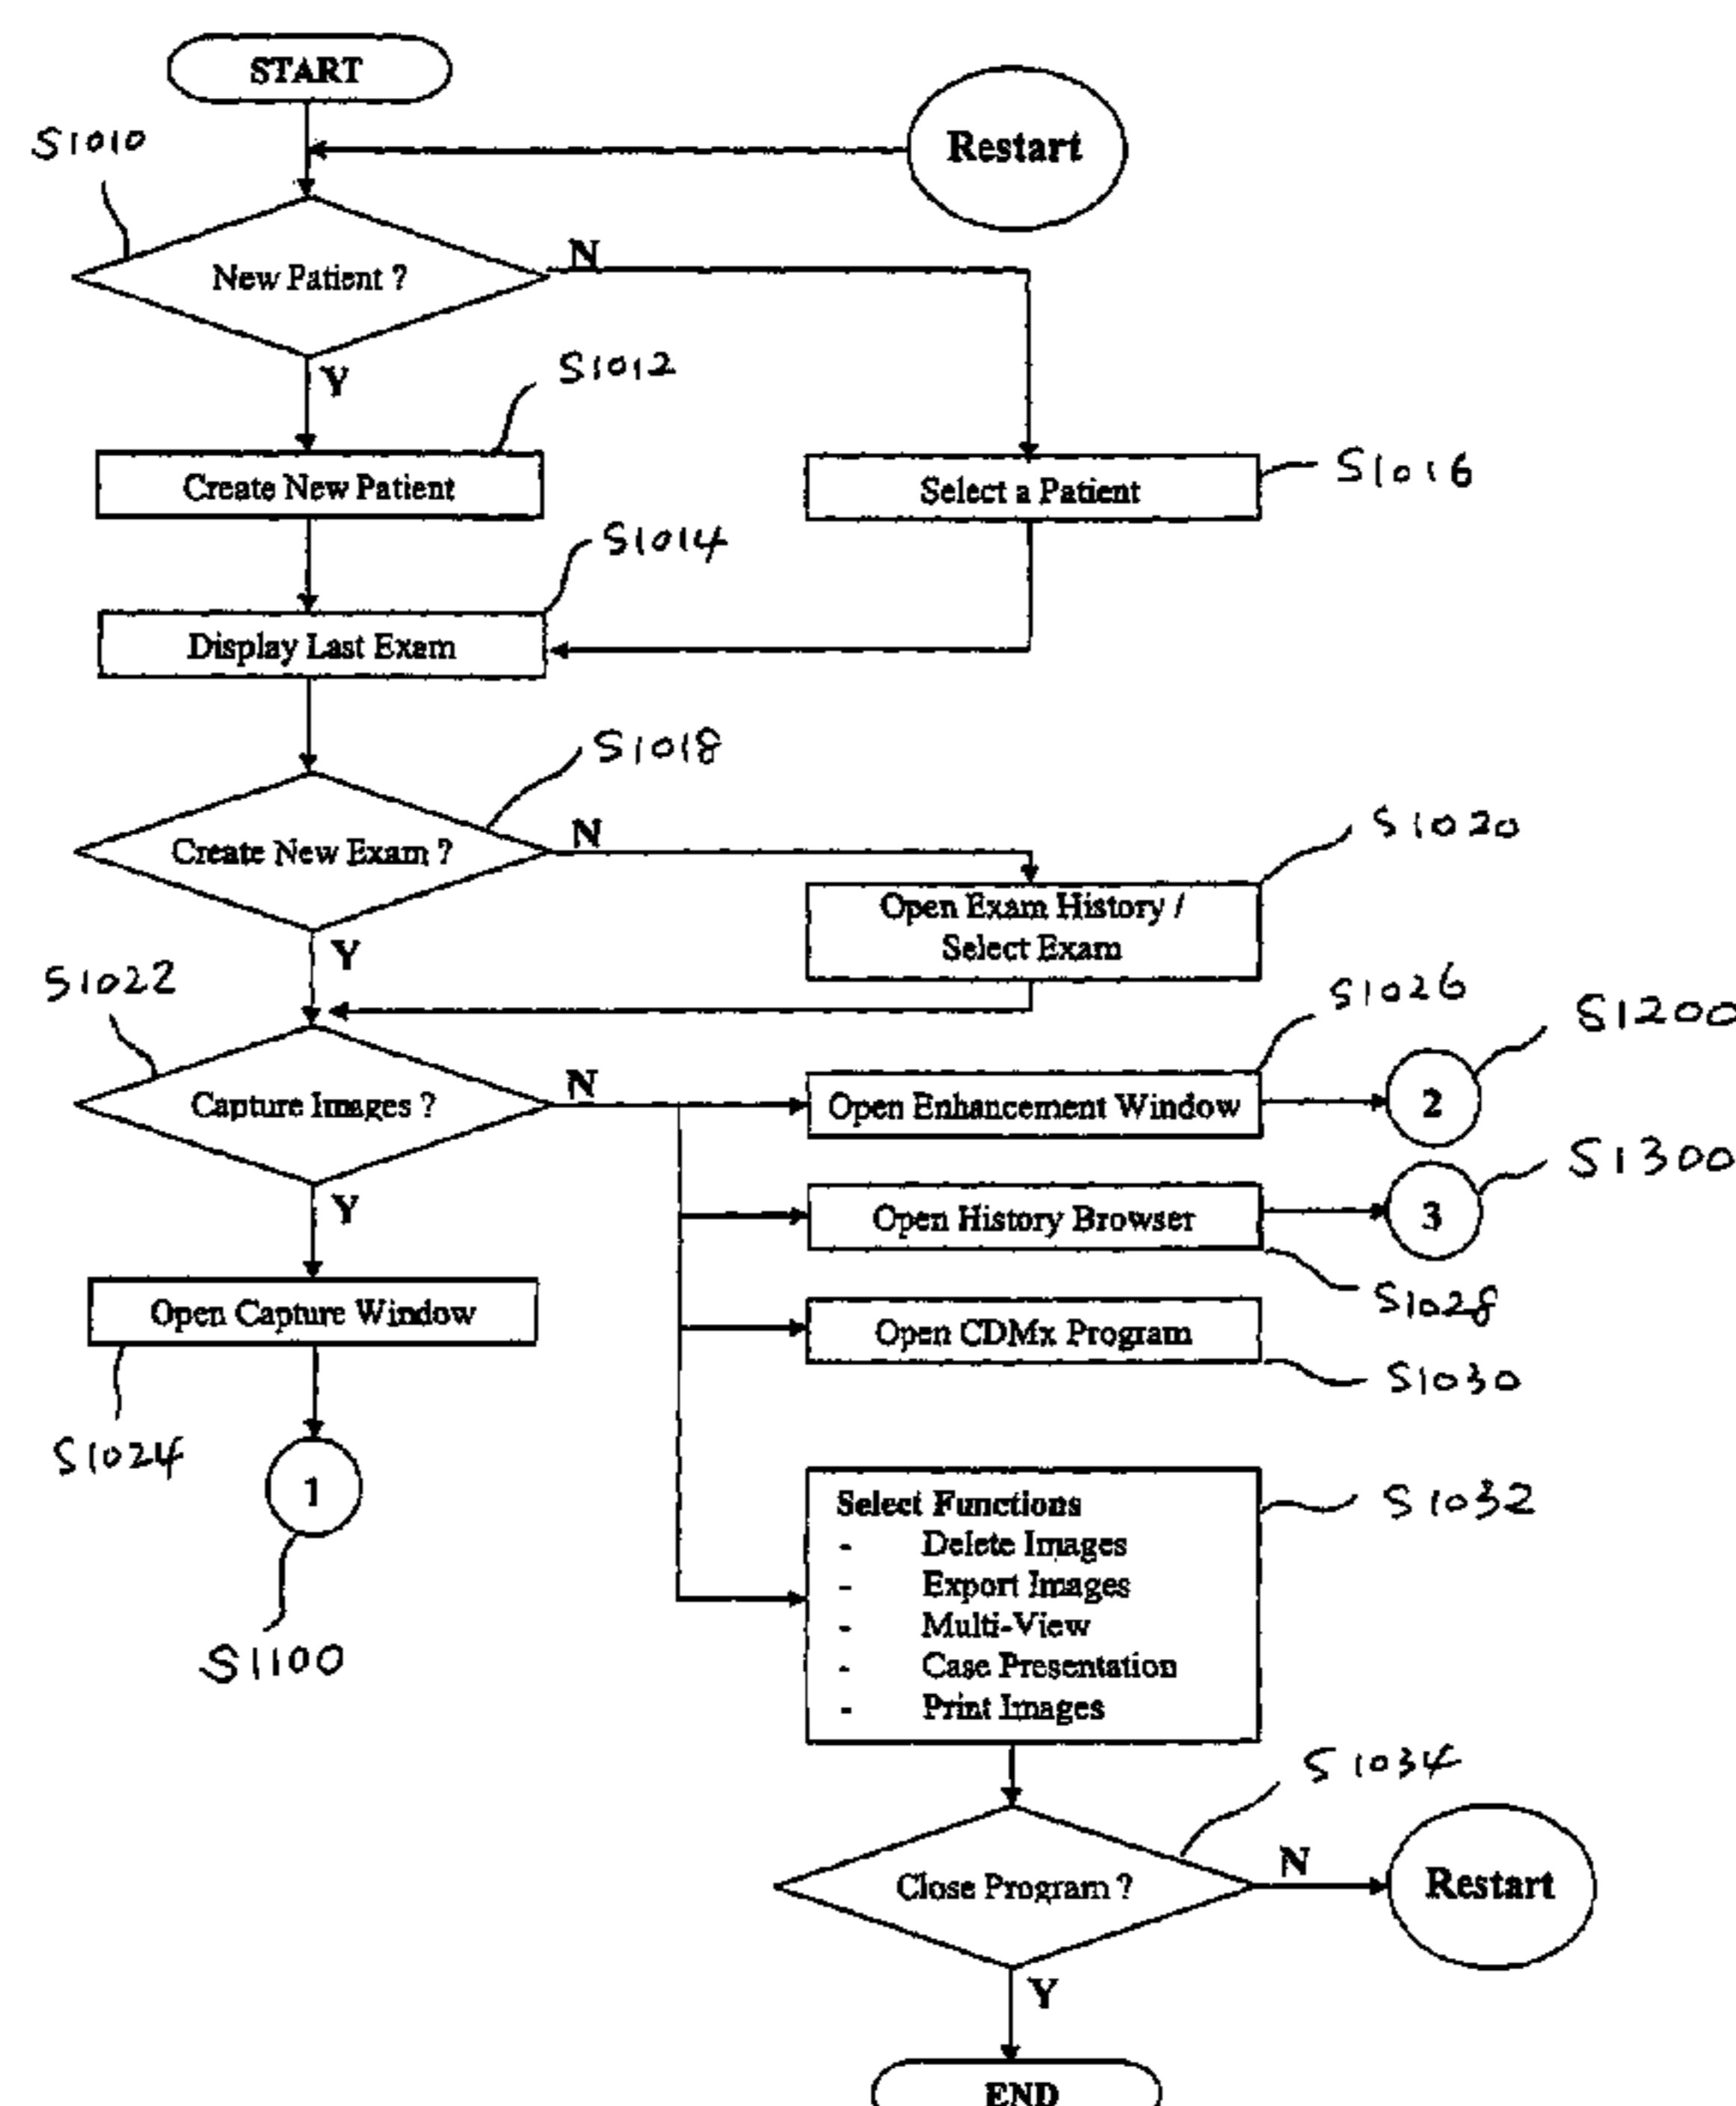 START
S1010
Restart
New Patient ?
N
Y
S1012
Create New Patient
Select a Patient
S1016
S1014
Display Last Exam
S1018
Create New Exam ?
N
S1020
Open Exam History /
Select Exam
Y
S1022
S1026
S1200
Capture Images ?
N
Open Enhancement Window
2
S1300
Y
Open History Browser
3
S1028
Open Capture Window
Open CDMx Program
S1030
S1024
1
S1100
Select Functions
S1032
- Delete Images
- Export Images
- Multi-View
- Case Presentation
- Print Images
S1034
Close Program ?
N
Restart
Y
END